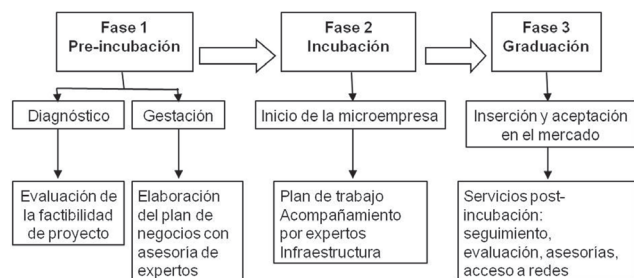 Fase 1
Pre-incubación
Fase 2
Incubación
Fase 3
Graduación
Diagnóstico
Gestación
Inicio de la microempresa
Inserción y aceptación
en el mercado
Evaluación de
la factibilidad
de proyecto
Elaboración
del plan de
negocios con
asesoria de
expertos
Plan de trabajo
Acompañamiento
por expertos
Infraestructura
Servicios post-
incubación:
seguimiento,
evaluación, asesorias,
acceso a redes